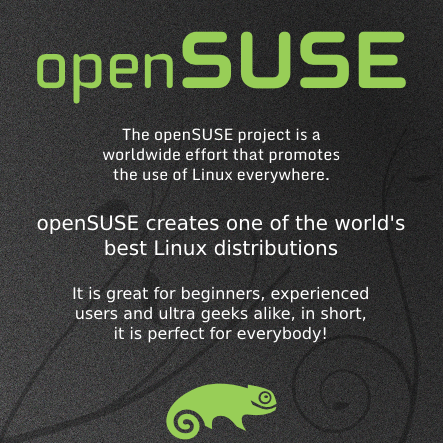 openSUSE
The openSUSE project is a
worldwide effort that promotes
the use of Linux everywhere.
openSUSE creates one of the world's
best Linux distributions
It is great for beginners, experienced
users and ultra geeks alike, in short,
it is perfect for everybody!